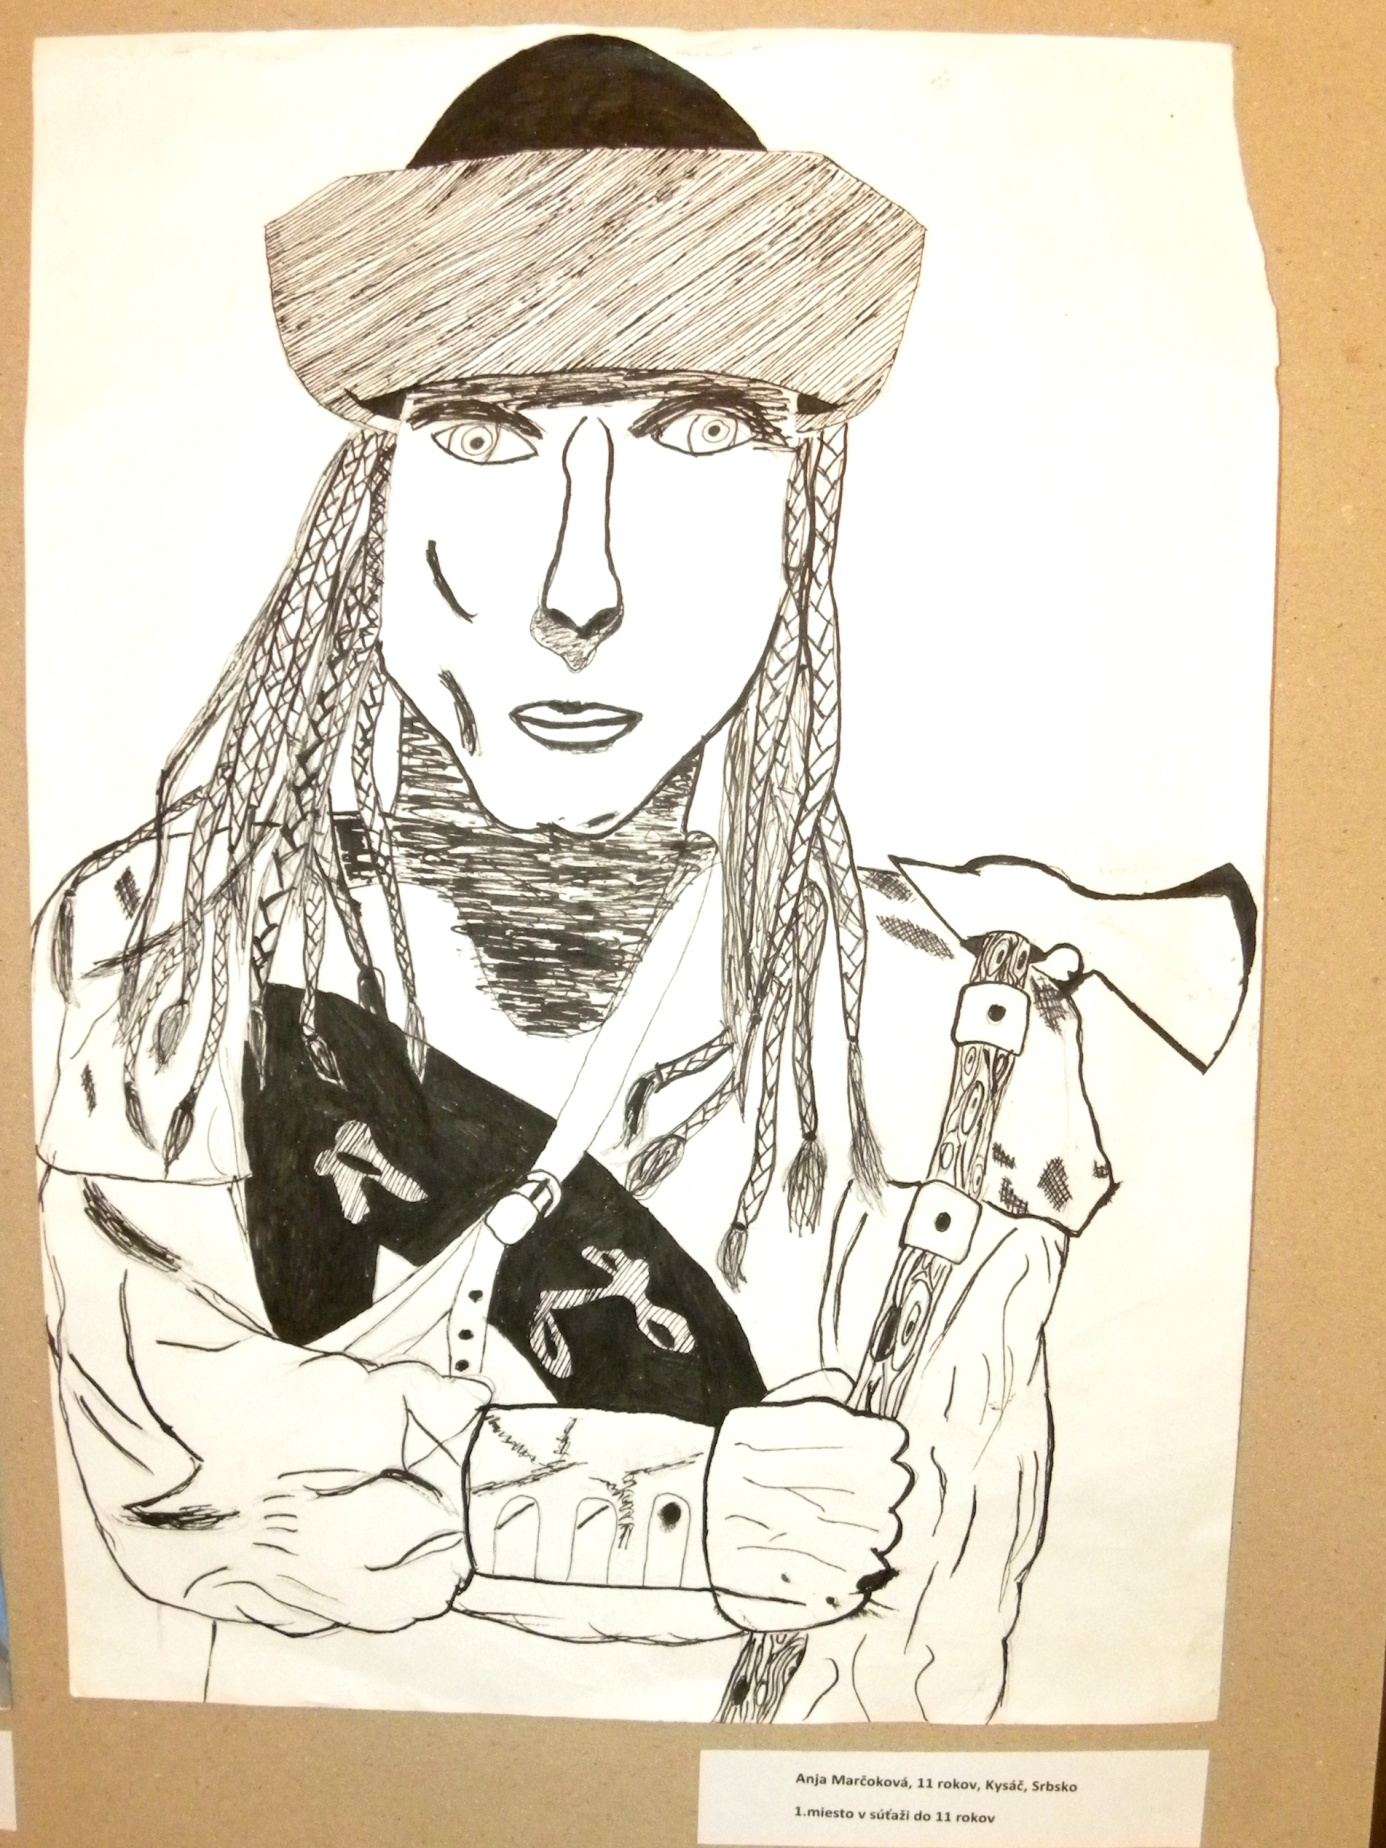 Anja Marčoková, 11 rokov, Kysáč, Srbsko
1.miesto v súťaži do 11 rokov